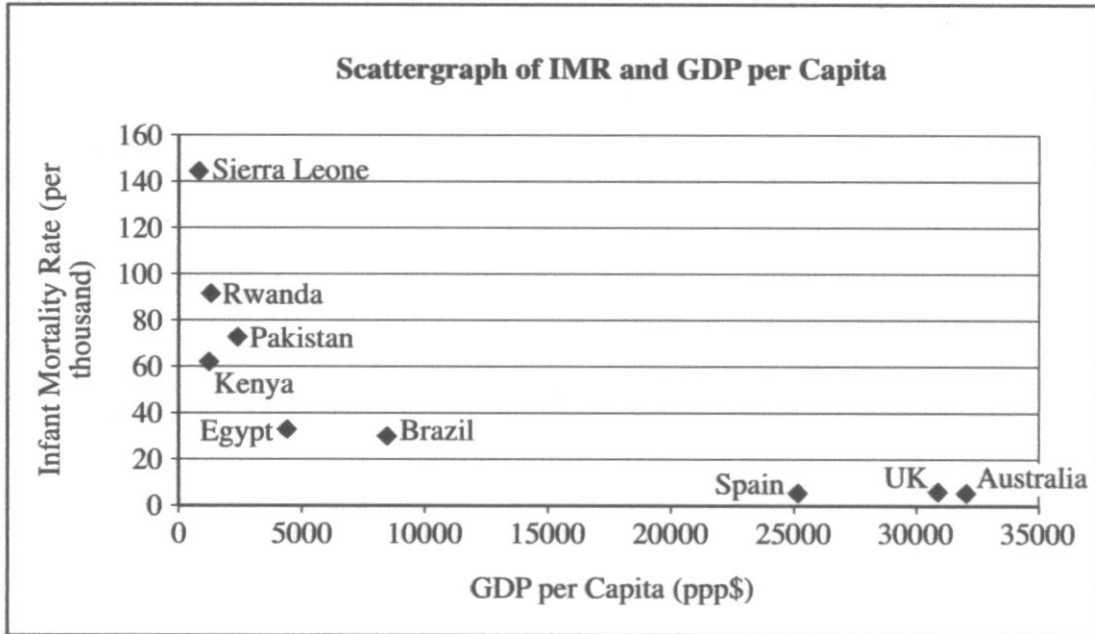 Scattergraph of IMR and GDP per Capita
Infant Mortality Rate (per
thousand)
160
140
120
100
80
60
40
20
0
Sierra Leone
Rwanda
Pakistan
Kenya
Egypt
Brazil
Spain
UK
Australia
0 5000 10000 15000 20000 25000 30000 35000
GDP per Capita (ppp$)